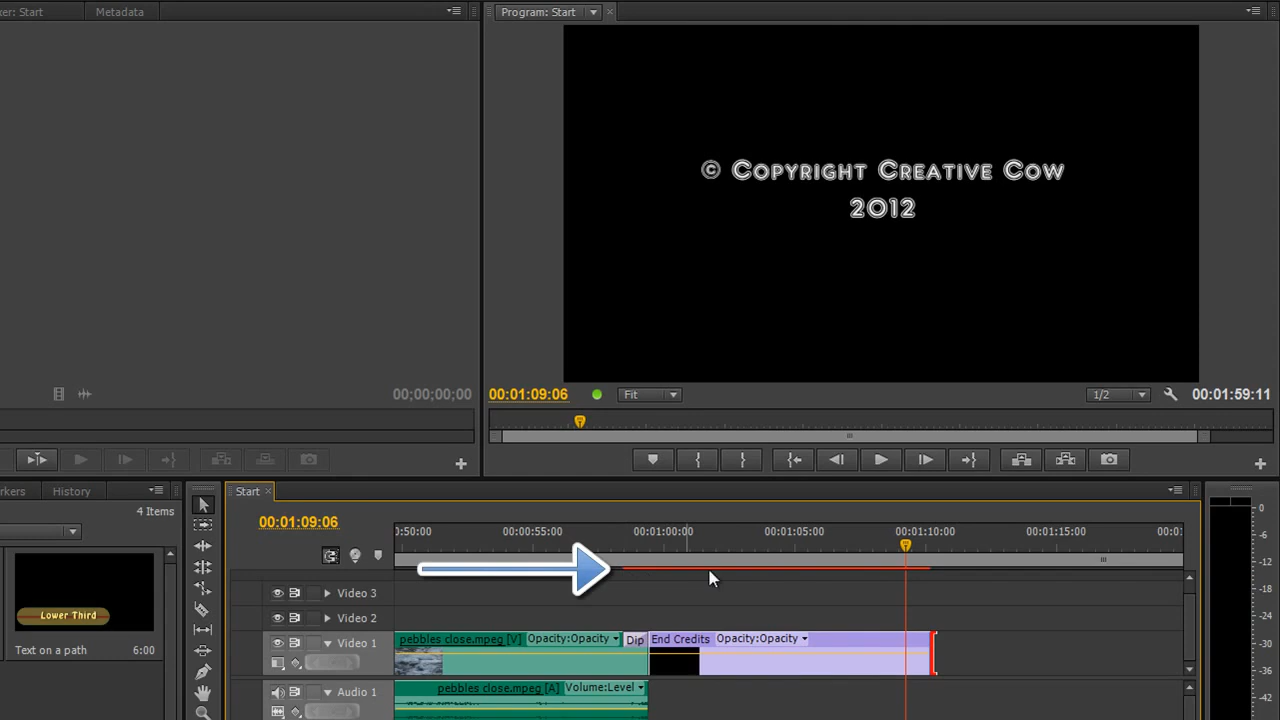 ker: Start
Metadata
Program: Start
© Copyright Creative Cow
2012
00;00;00;00
00:01:09:06
Fit
1/2
00:01:59:11
rkers
History
4 Items
Lower Third
Text on a path
6:00
Start
00:01:09:06
0:50:00
00:00:55:00
00:01:00:00
00:01:05:00
00:01:10:00
00:01:15:00
00:0
Video 3
Video 2
Video 1
pebbles close.mpeg [V]
Opacity:Opacity
Dip
End Credits
Opacity:Opacity
Audio 1
pebbles close.mpeg [A]
Volume:Level
0
-6
-12
-18
-24
-30
-36
-42